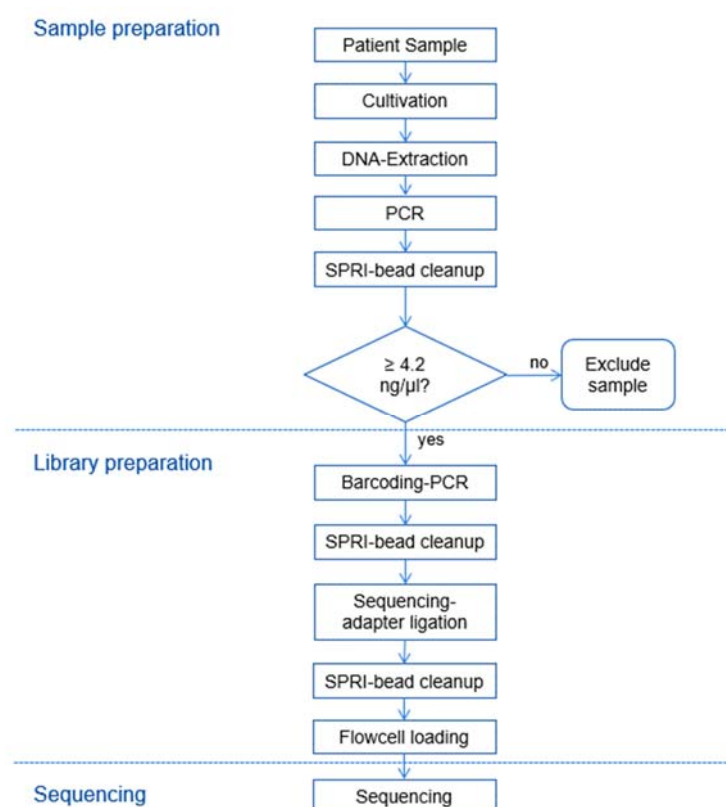 Sample preparation
Patient Sample
Cultivation
DNA-Extraction
PCR
SPRI-bead cleanup
≥ 4.2
ng/µl?
no
Exclude
sample
yes
Library preparation
Barcoding-PCR
SPRI-bead cleanup
Sequencing-
adapter ligation
SPRI-bead cleanup
Flowcell loading
Sequencing
Sequencing